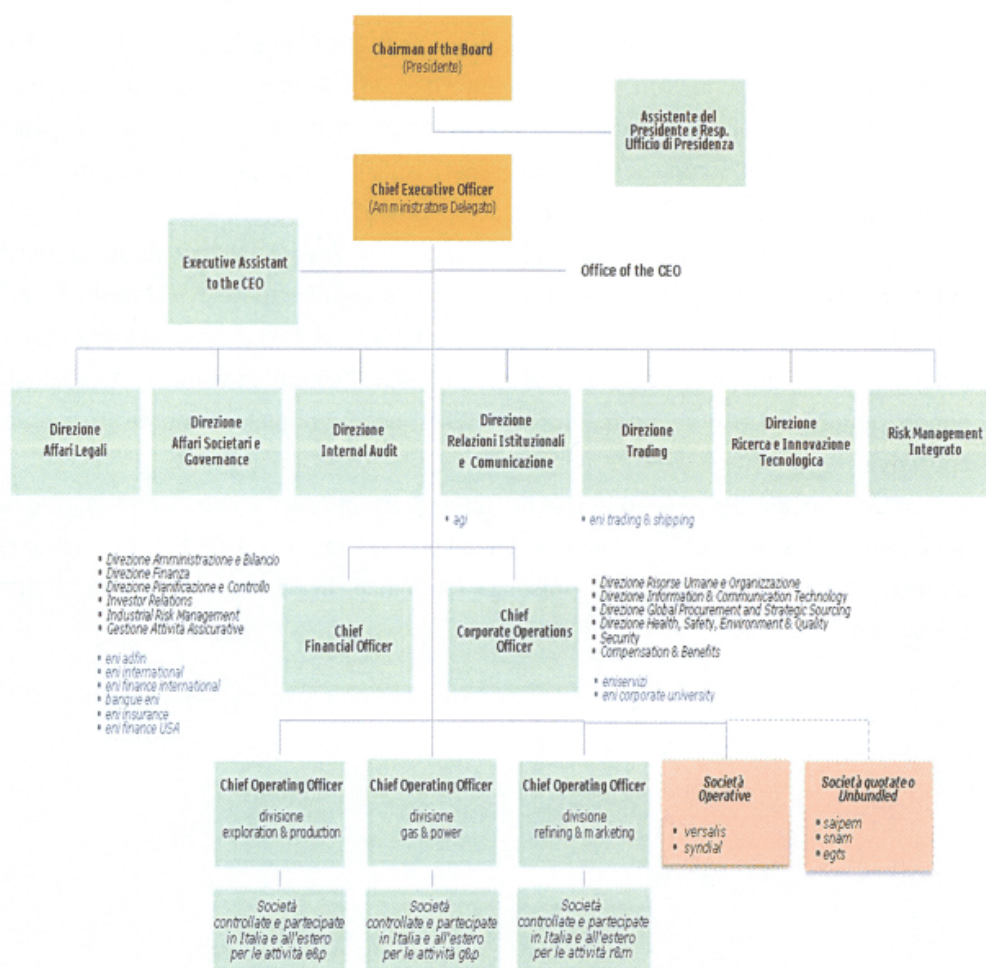 Chairman of the Board
(Presidente)
Assistente del
Presidente e Resp.
Ufficio di Presidenza
Chief Executive Officer
(Amministratore Delegato)
Executive Assistant
to the CEO
Office of the CEO
Direzione
Affari Legali
Direzione
Affari Societari e
Governance
Direzione
Internal Audit
Direzione
Relazioni Istituzionali
e Comunicazione
Direzione
Trading
Direzione
Ricerca e Innovazione
Tecnologica
Risk Management
Integrato
• agi
• eni trading & shipping
• Direzione Amministrazione e Bilancio
• Direzione Finanza
• Direzione Pianificazione e Controllo
• Investor Relations
• Industrial Risk Management
• Gestione Attività Assicurative
• eni adfin
• eni international
• eni finance international
• banque eni
• eni insurance
• eni finance USA
Chief
Financial Officer
Chief
Corporate Operations
Officer
• Direzione Risorse Umane e Organizzazione
• Direzione Information & Communication Technology
• Direzione Global Procurement and Strategic Sourcing
• Direzione Health, Safety, Environment & Quality
• Security
• Compensation & Benefits
• eniservizi
• eni corporate university
Chief Operating Officer
divisione
exploration & production
Chief Operating Officer
divisione
gas & power
Chief Operating Officer
divisione
refining & marketing
Società
Operative
• versalis
• syndial
Società quotate o
Unbundled
• saipem
• snam
• egts
Società
controllate e partecipate
in Italia e all'estero
per le attività e&p
Società
controllate e partecipate
in Italia e all'estero
per le attività g&p
Società
controllate e partecipate
in Italia e all'estero
per le attività r&m